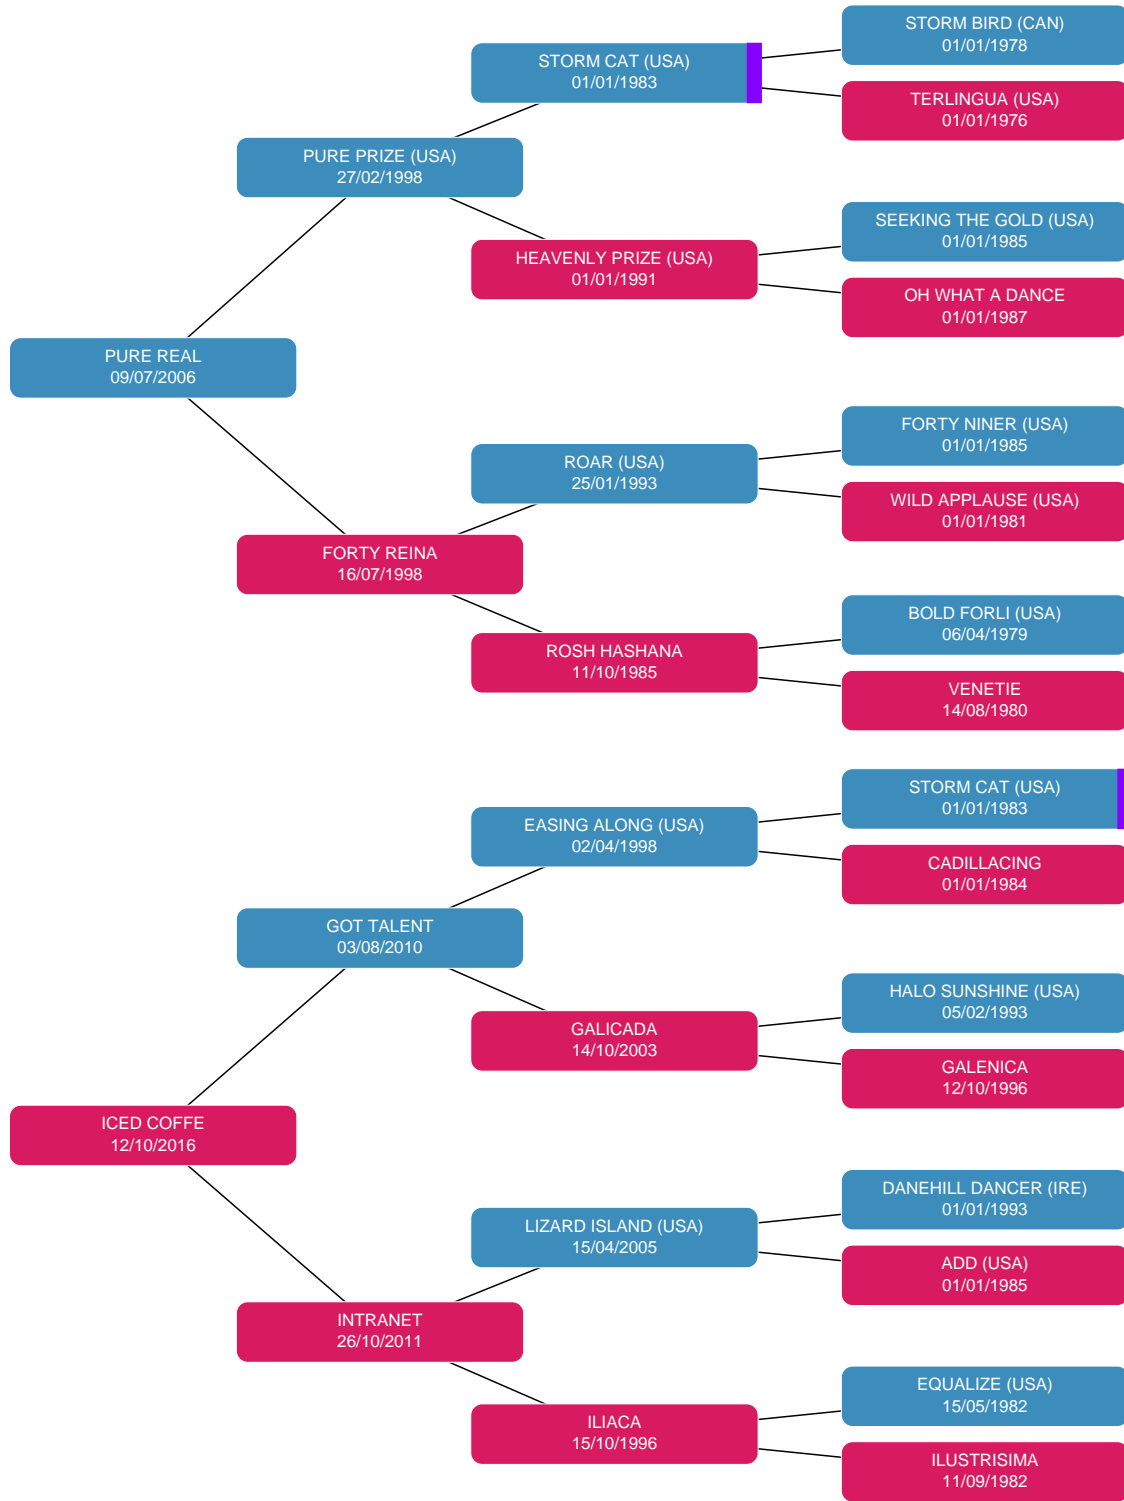 STORM BIRD (CAN)
01/01/1978
STORM CAT (USA)
01/01/1983
TERLINGUA (USA)
01/01/1976
PURE PRIZE (USA)
27/02/1998
SEEKING THE GOLD (USA)
01/01/1985
HEAVENLY PRIZE (USA)
01/01/1991
OH WHAT A DANCE
01/01/1987
PURE REAL
09/07/2006
FORTY NINER (USA)
01/01/1985
ROAR (USA)
25/01/1993
WILD APPLAUSE (USA)
01/01/1981
FORTY REINA
16/07/1998
BOLD FORLI (USA)
06/04/1979
ROSH HASHANA
11/10/1985
VENETIE
14/08/1980
STORM CAT (USA)
01/01/1983
EASING ALONG (USA)
02/04/1998
CADILLACING
01/01/1984
GOT TALENT
03/08/2010
HALO SUNSHINE (USA)
05/02/1993
GALICADA
14/10/2003
GALENICA
12/10/1996
ICED COFFE
12/10/2016
DANEHILL DANCER (IRE)
01/01/1993
LIZARD ISLAND (USA)
15/04/2005
ADD (USA)
01/01/1985
INTRANET
26/10/2011
EQUALIZE (USA)
15/05/1982
ILIACA
15/10/1996
ILUSTRISIMA
11/09/1982